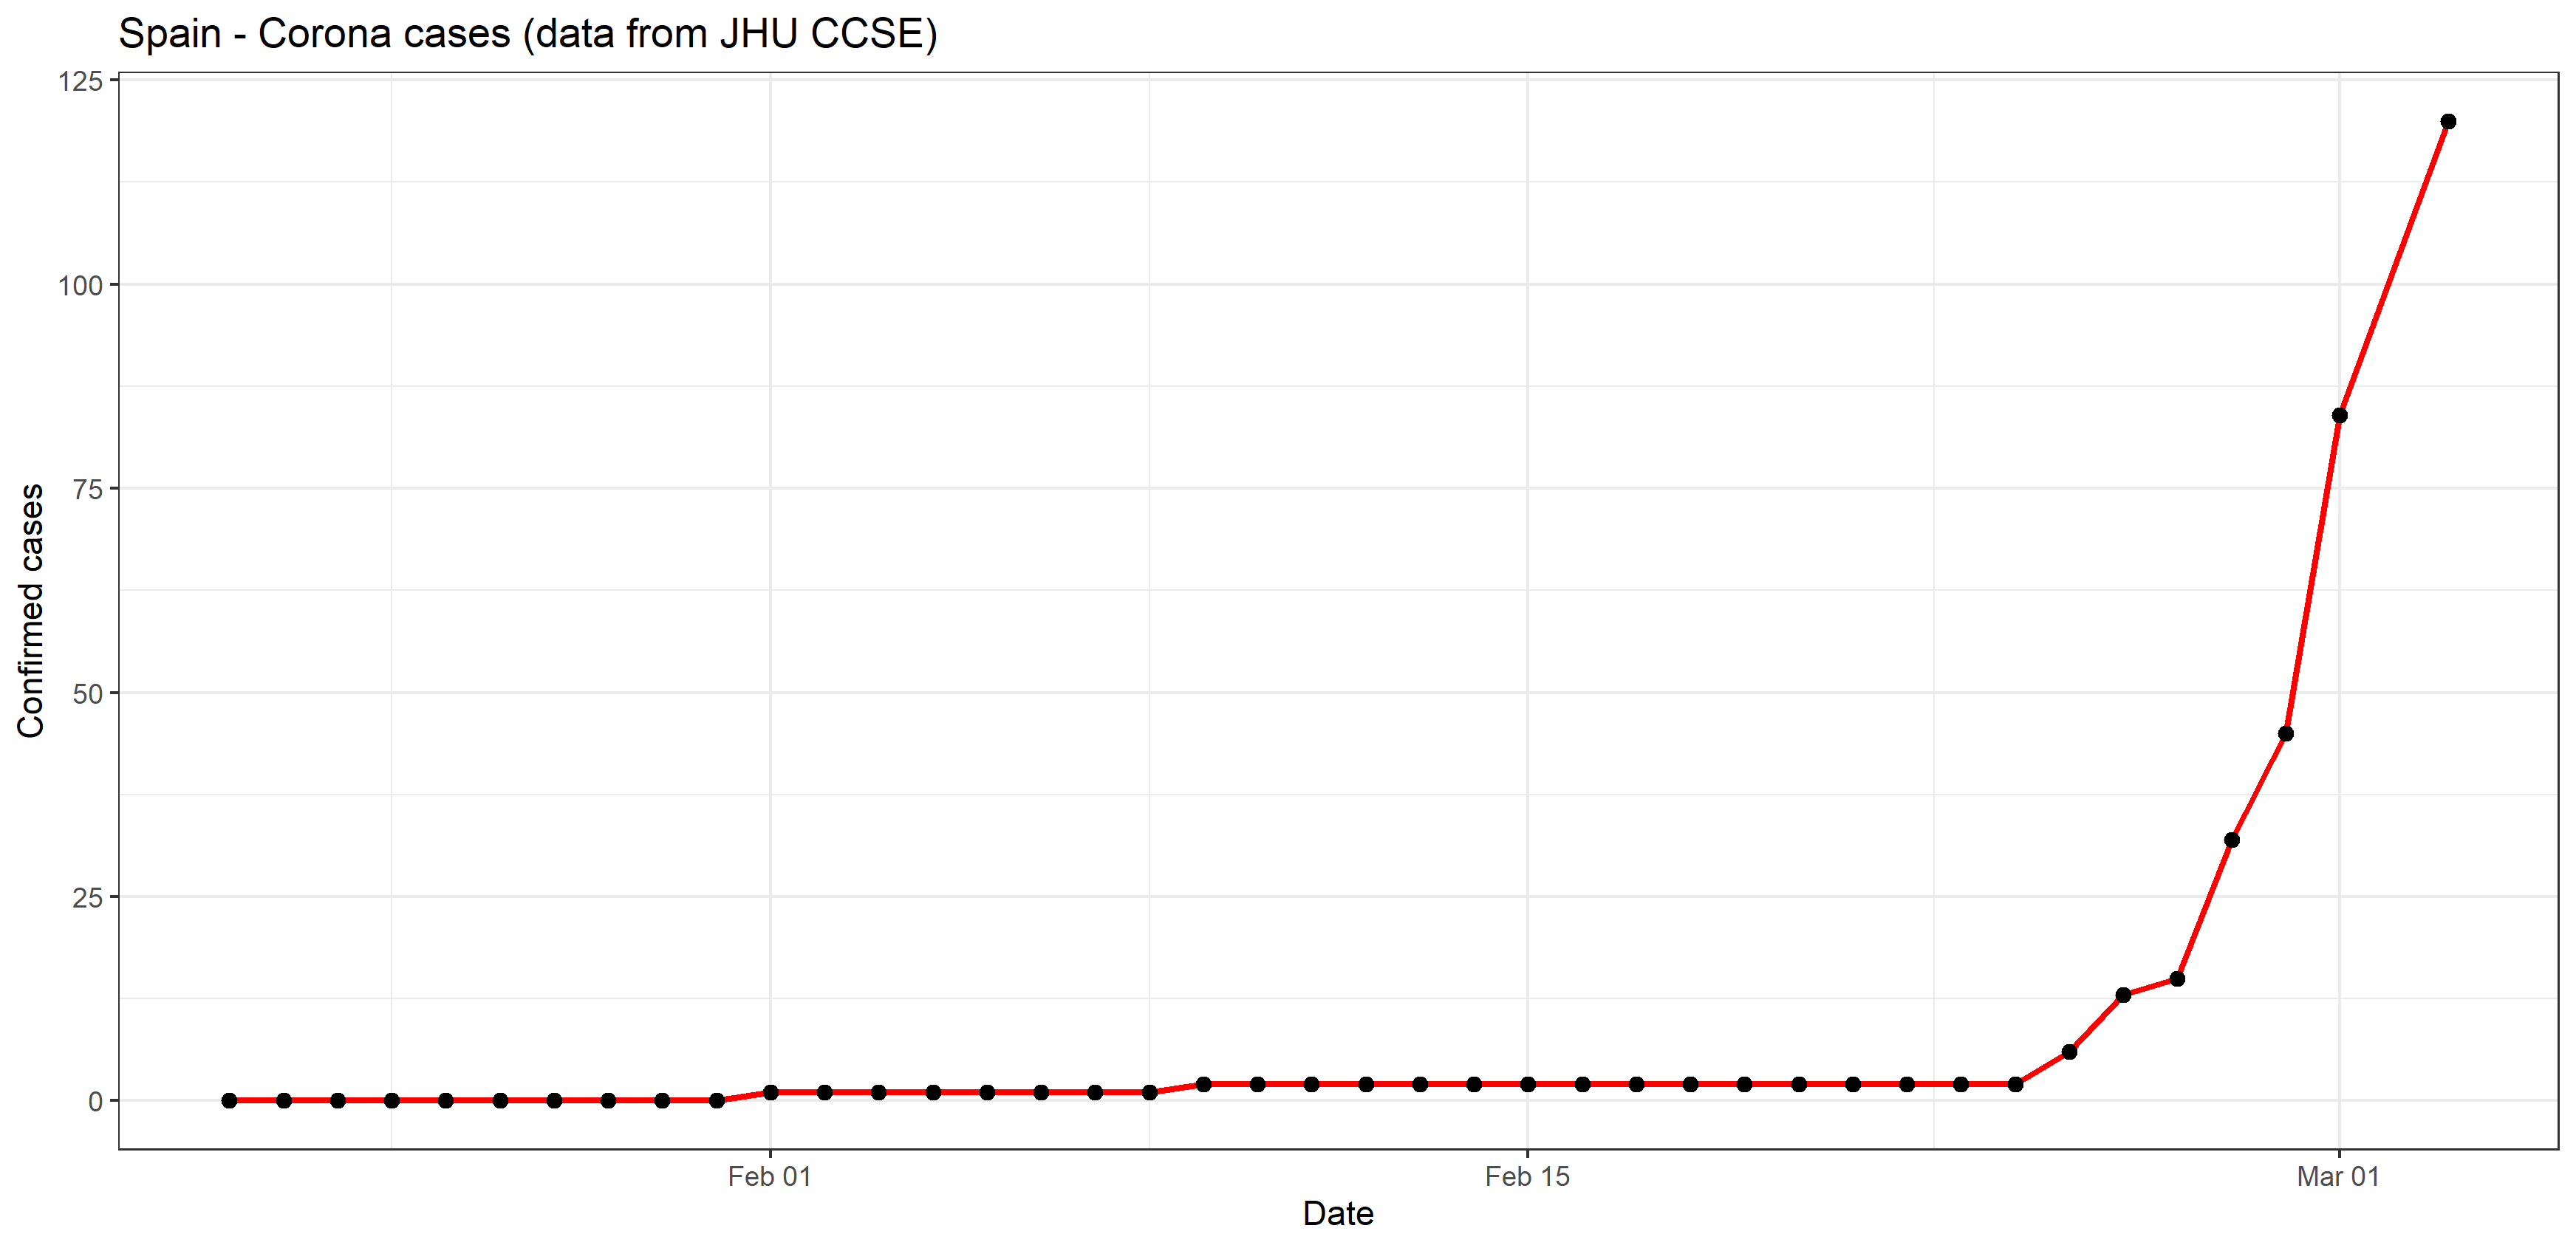 Spain - Corona cases (data from JHU CCSE)
125
100
75
50
25
0
Confirmed cases
Feb 01
Feb 15
Mar 01
Date